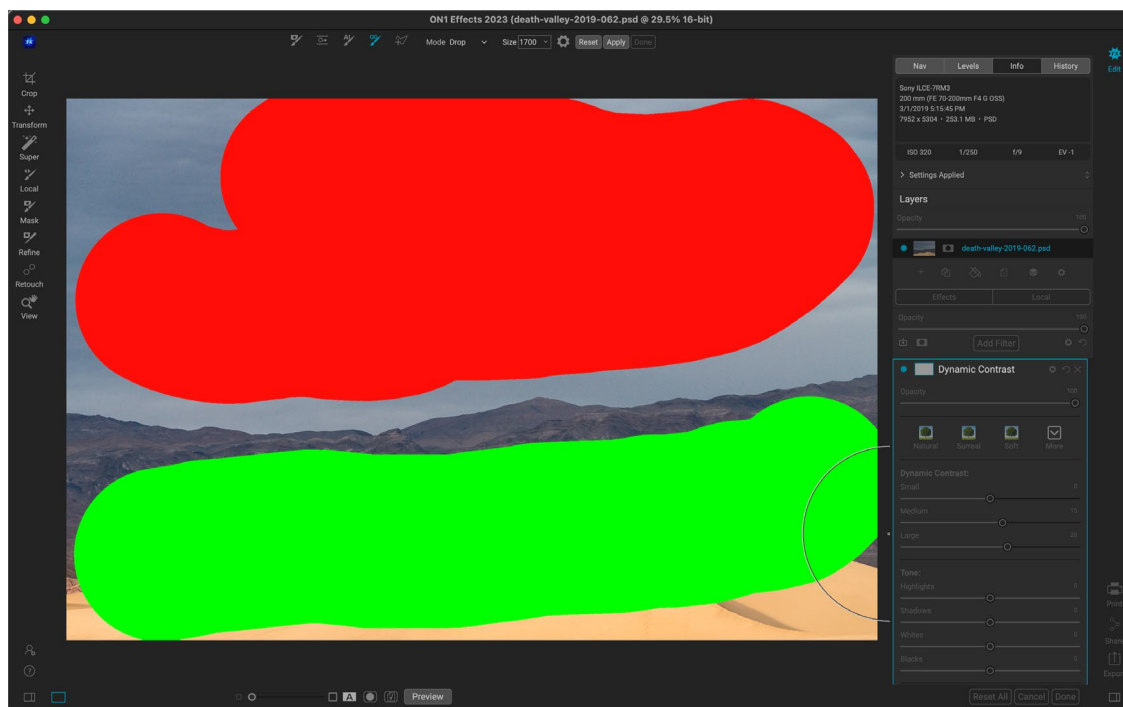 ON1 Effects 2023 (death-valley-2019-062.psd @ 29.5% 16-bit)
AI
Mode Drop Size 1700 Reset Apply Done
Crop
Transform
Super
Local
Mask
Refine
Retouch
View
Nav Levels Info History
Edit
Sony ILCE-7RM3
200 mm (FE 70-200mm F4 G OSS)
3/1/2019 5:15:45 PM
7952 x 5304 • 253.1 MB • PSD
ISO 320 1/250 f/9 EV -1
> Settings Applied
Layers
Opacity 100
death-valley-2019-062.psd
Effects Local
Opacity 100
Add Filter
Dynamic Contrast
Opacity 100
Natural Surreal Soft More
Dynamic Contrast:
Small 0
Medium 15
Large 20
Tone:
Highlights 0
Shadows 0
Whites 0
Blacks 0
Print
Share
Export
?
A
Preview
Reset All Cancel Done